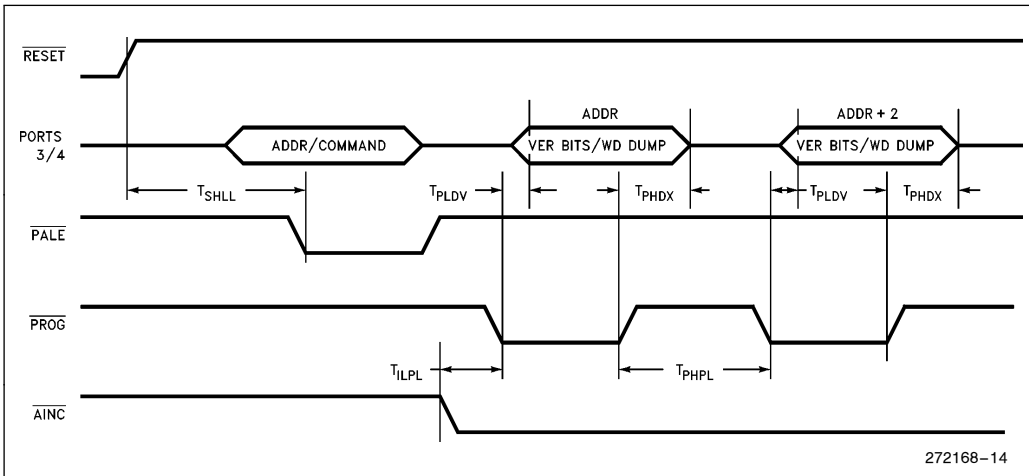 RESET
ADDR
ADDR + 2
PORTS
3/4
ADDR/COMMAND
VER BITS/WD DUMP
VER BITS/WD DUMP
TSHLL
TPLDV
TPHDX
TPLDV
TPHDX
PALE
PROG
TILPL
TPHPL
AINC
272168-14